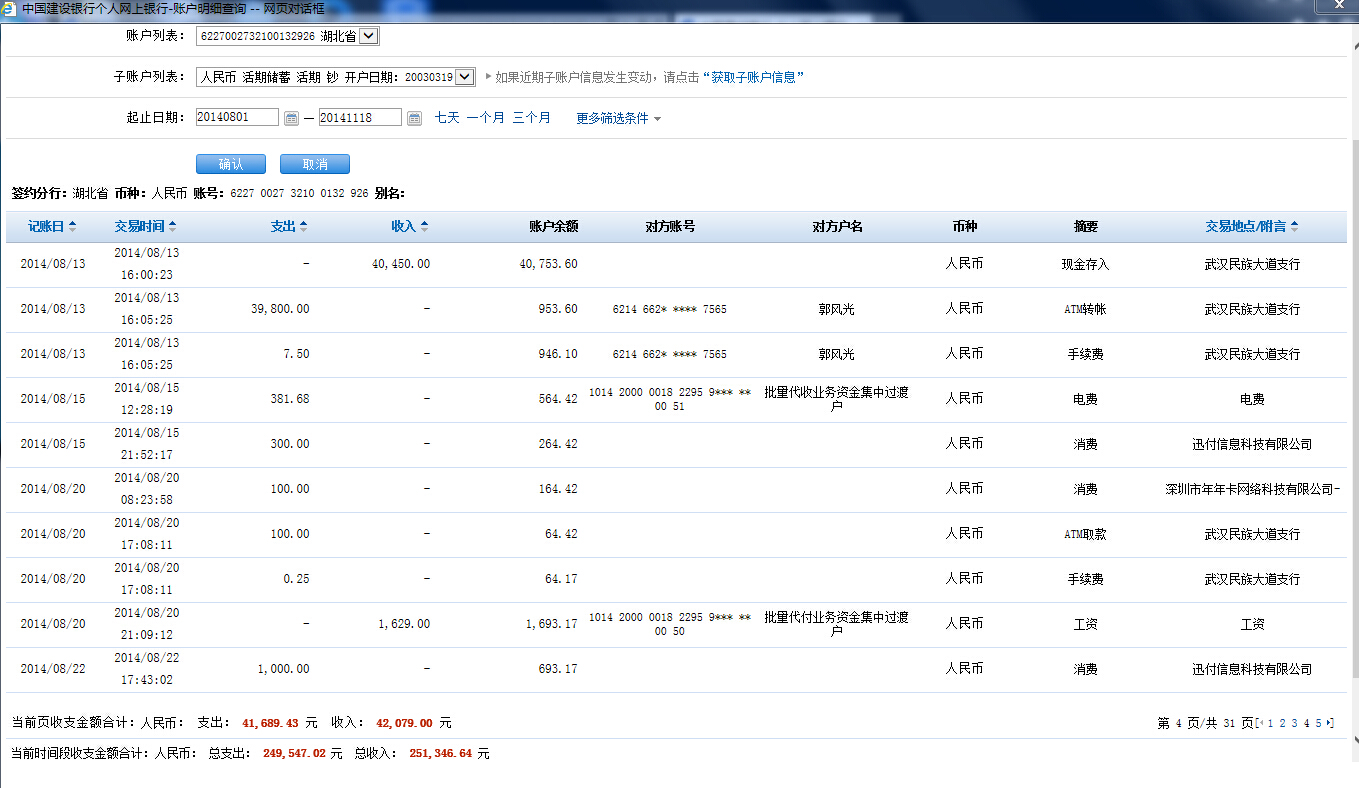 中国建设银行个人网上银行-账户明细查询 -- 网页对话框
账户列表： 6227002732100132926 湖北省
子账户列表： 人民币 活期储蓄 活期 钞 开户日期：20030319 如果近期子账户信息发生变动，请点击“获取子账户信息”
起止日期： 20140801 — 20141118 七天 一个月 三个月 更多筛选条件
确认 取消
签约分行：湖北省 币种：人民币 账号：6227 0027 3210 0132 926 别名：
记账日 交易时间 支出 收入 账户余额 对方账号 对方户名 币种 摘要 交易地点/附言
2014/08/13 2014/08/13 16:00:23 - 40,450.00 40,753.60 人民币 现金存入 武汉民族大道支行
2014/08/13 2014/08/13 16:05:25 39,800.00 - 953.60 6214 662* **** 7565 郭风光 人民币 ATM转帐 武汉民族大道支行
2014/08/13 2014/08/13 16:05:25 7.50 - 946.10 6214 662* **** 7565 郭风光 人民币 手续费 武汉民族大道支行
2014/08/15 2014/08/15 12:28:19 381.68 - 564.42 1014 2000 0018 2295 9*** ** 00 51 批量代收业务资金集中过渡户 人民币 电费 电费
2014/08/15 2014/08/15 21:52:17 300.00 - 264.42 人民币 消费 迅付信息科技有限公司
2014/08/20 2014/08/20 08:23:58 100.00 - 164.42 人民币 消费 深圳市年年卡网络科技有限公司-
2014/08/20 2014/08/20 17:08:11 100.00 - 64.42 人民币 ATM取款 武汉民族大道支行
2014/08/20 2014/08/20 17:08:11 0.25 - 64.17 人民币 手续费 武汉民族大道支行
2014/08/20 2014/08/20 21:09:12 - 1,629.00 1,693.17 1014 2000 0018 2295 9*** ** 00 50 批量代付业务资金集中过渡户 人民币 工资 工资
2014/08/22 2014/08/22 17:43:02 1,000.00 - 693.17 人民币 消费 迅付信息科技有限公司
当前页收支金额合计：人民币： 支出： 41,689.43 元 收入： 42,079.00 元 第 4 页/共 31 页[ 1 2 3 4 5 ]
当前时间段收支金额合计：人民币： 总支出： 249,547.02 元 总收入： 251,346.64 元